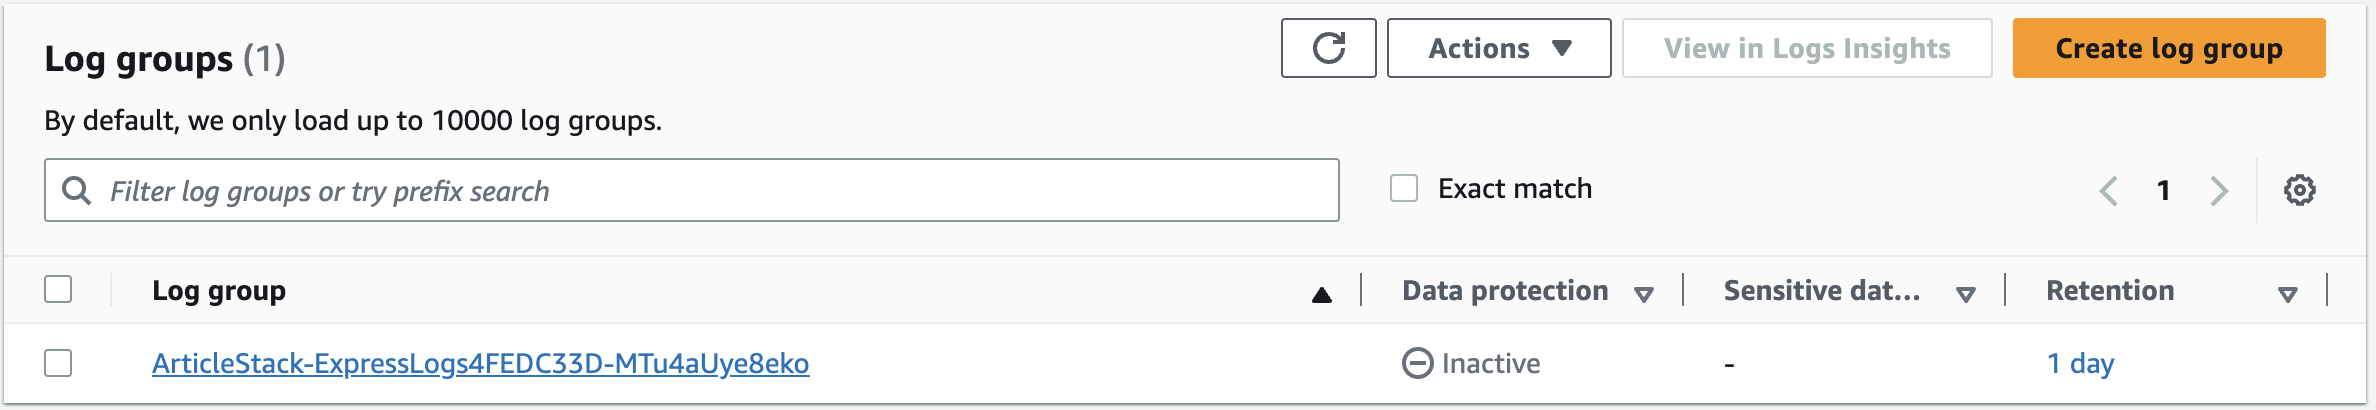 Log groups (1)
Actions
View in Logs Insights
Create log group
By default, we only load up to 10000 log groups.
Filter log groups or try prefix search
Exact match
1
Log group
Data protection
Sensitive dat...
Retention
ArticleStack-ExpressLogs4FEDC33D-MTu4aUye8eko
Inactive
-
1 day